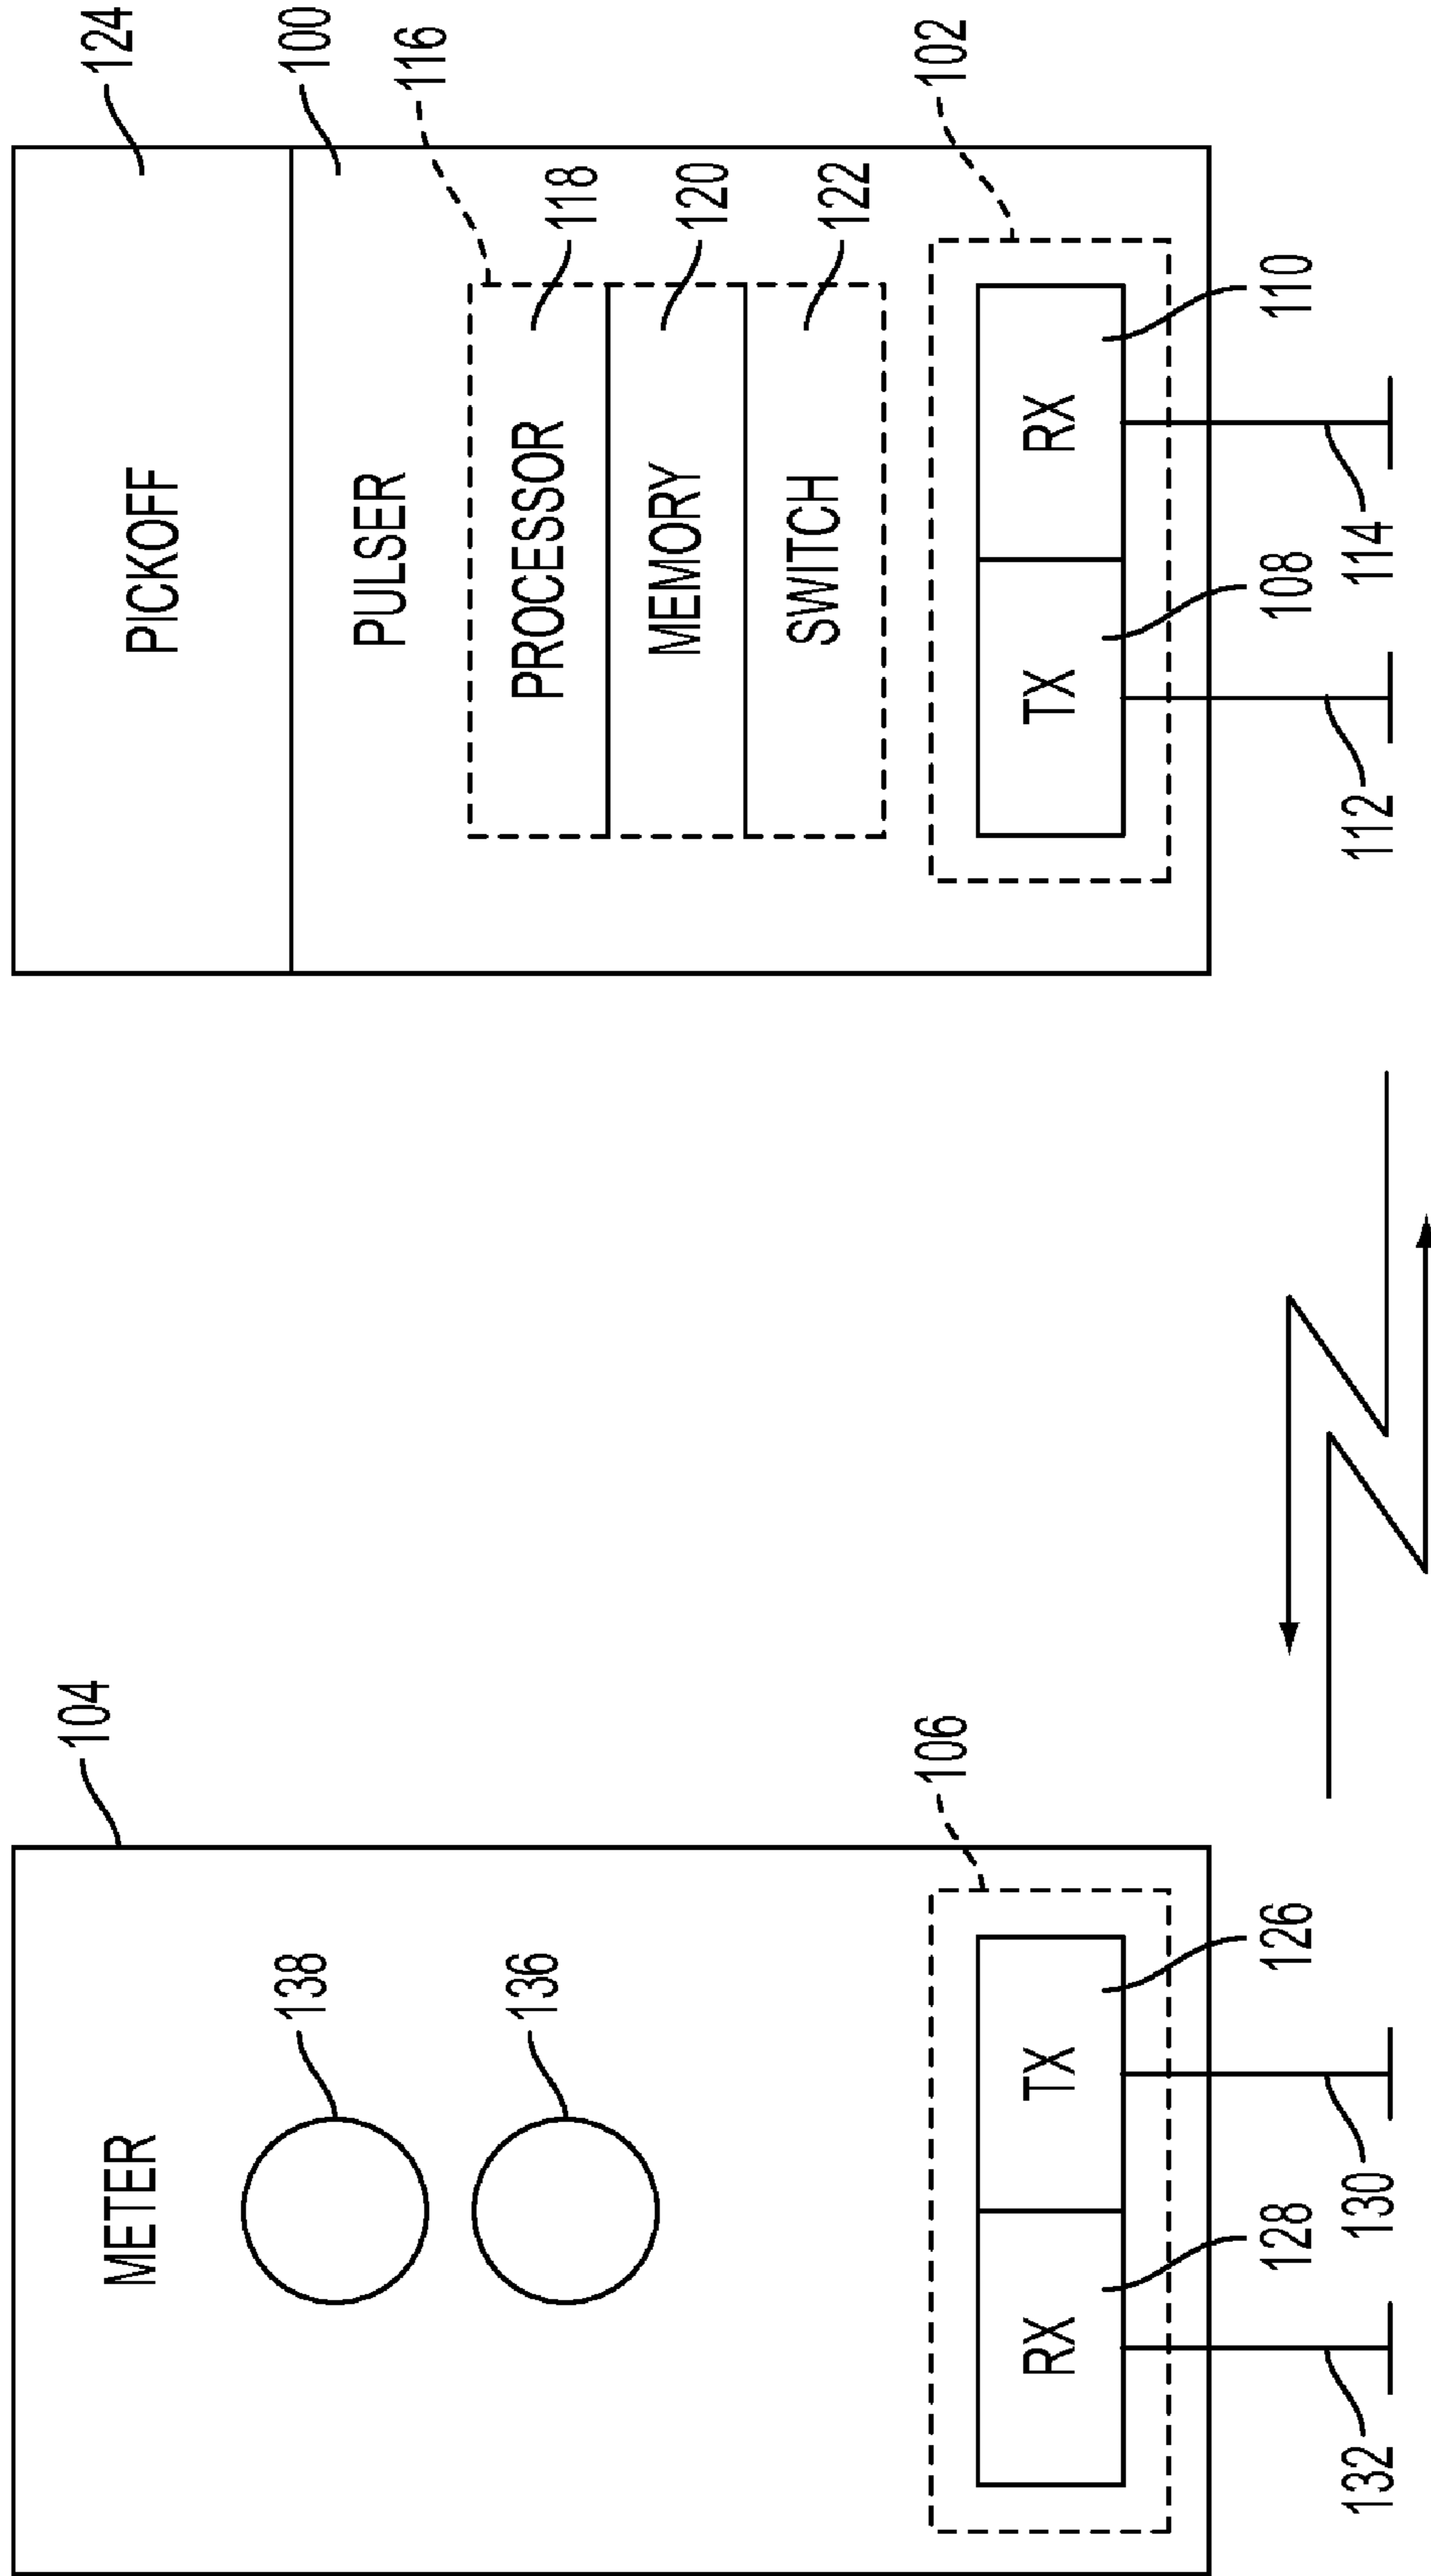 METER
104
138
136
106
RX
TX
126
128
130
132
PICKOFF
124
PULSER
100
116
PROCESSOR
118
MEMORY
120
SWITCH
122
102
TX
RX
110
108
114
112